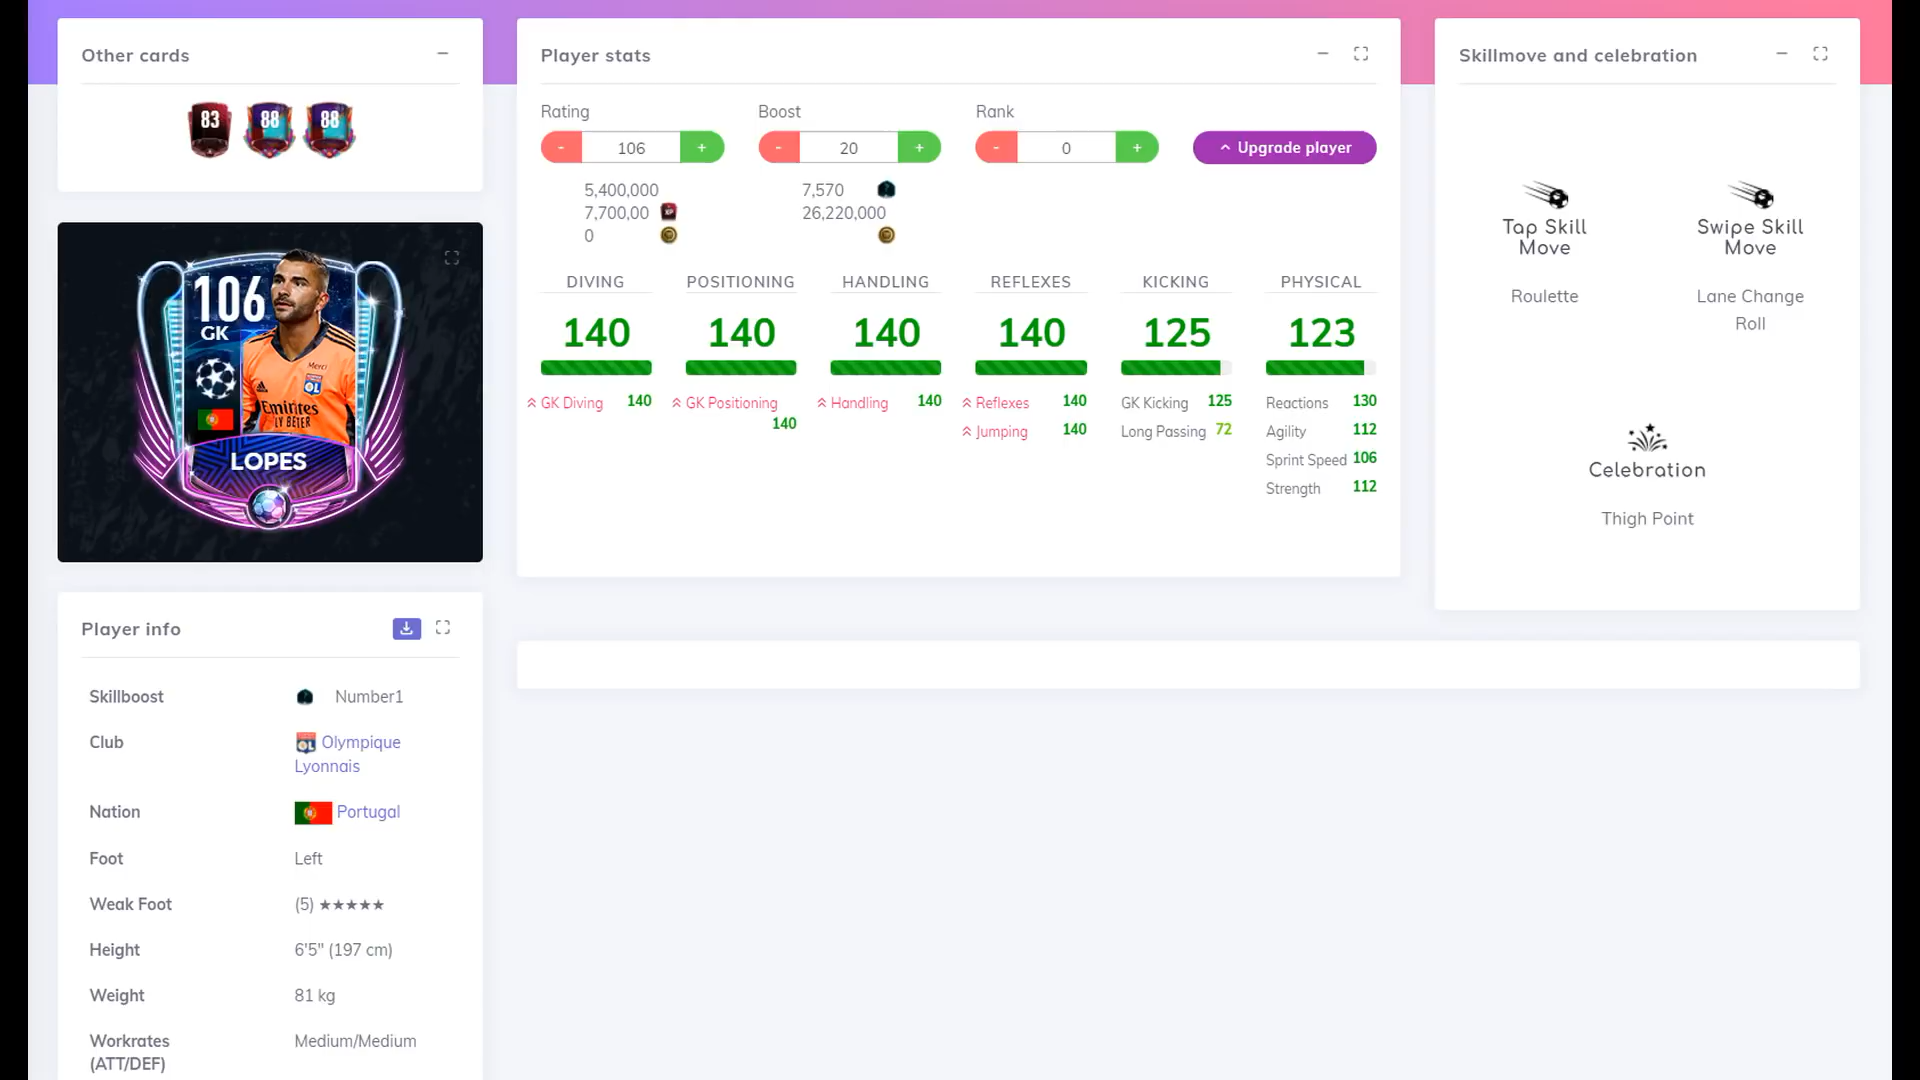 Other cards
83 88 88
106
GK
Merci
Emirites
LY BETER
LOPES
Player info
Skillboost Number1
Club Olympique
Lyonnais
Nation Portugal
Foot Left
Weak Foot (5) ★★★★★
Height 6'5" (197 cm)
Weight 81 kg
Workrates Medium/Medium
(ATT/DEF)
Player stats
Rating Boost Rank
- 106 + - 20 + - 0 + Upgrade player
5,400,000 7,570
7,700,00 XP 26,220,000
0
DIVING POSITIONING HANDLING REFLEXES KICKING PHYSICAL
140 140 140 140 125 123
GK Diving 140 GK Positioning Handling 140 Reflexes 140 GK Kicking 125 Reactions 130
140
Jumping 140 Long Passing 72 Agility 112
Sprint Speed 106
Strength 112
Skillmove and celebration
Tap Skill Swipe Skill
Move Move
Roulette Lane Change
Roll
Celebration
Thigh Point